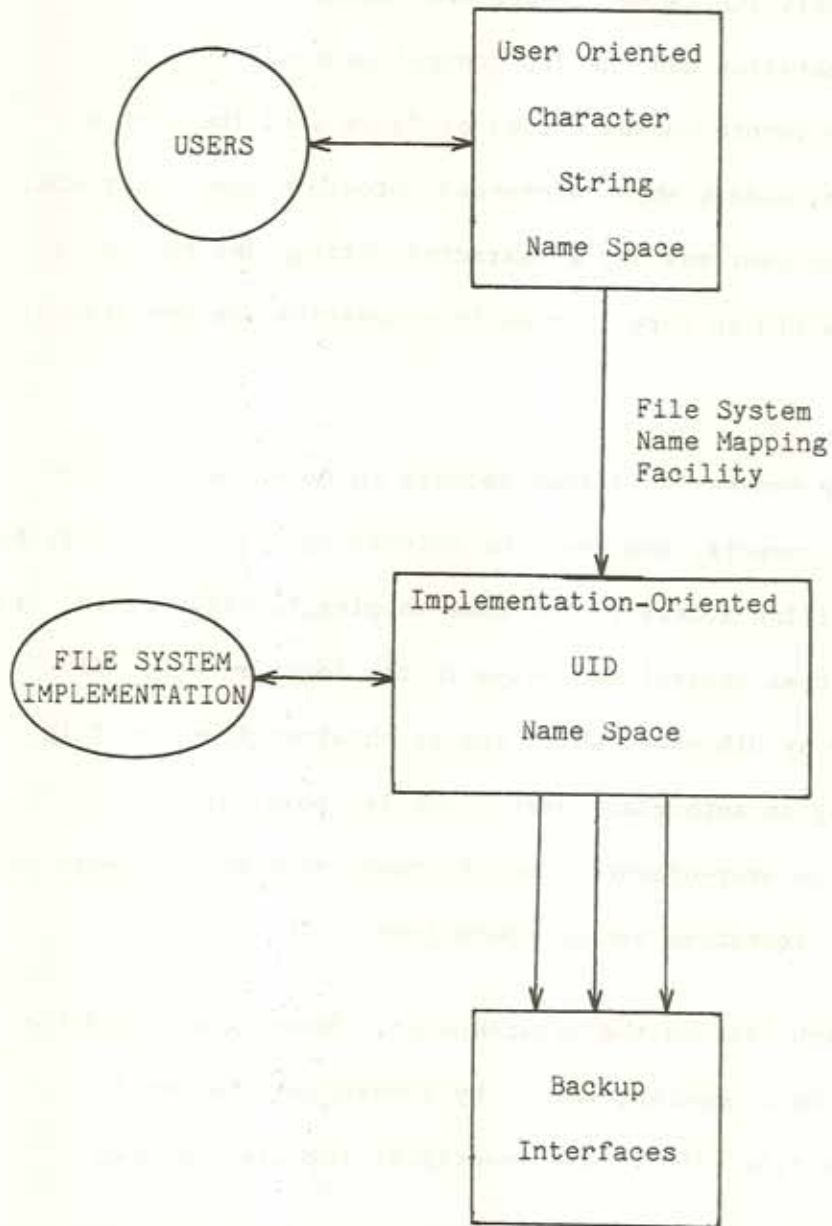 User Oriented
Character
String
Name Space
USERS
File System
Name Mapping
Facility
Implementation-Oriented
UID
Name Space
FILE SYSTEM
IMPLEMENTATION
Backup
Interfaces